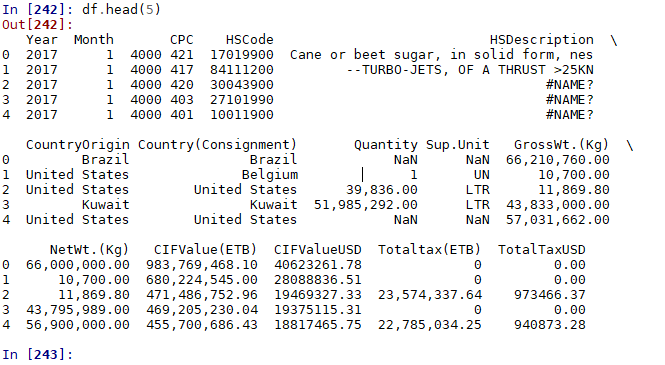 In [242]: df.head(5)
Out[242]:
   Year  Month       CPC    HSCode                            HSDescription  \
0  2017      1  4000 421  17019900  Cane or beet sugar, in solid form, nes
1  2017      1  4000 417  84111200         --TURBO-JETS, OF A THRUST >25KN
2  2017      1  4000 420  30043900                                   #NAME?
3  2017      1  4000 403  27101990                                   #NAME?
4  2017      1  4000 401  10011900                                   #NAME?
   CountryOrigin Country(Consignment)       Quantity Sup.Unit   GrossWt.(Kg)  \
0         Brazil               Brazil            NaN      NaN  66,210,760.00
1  United States              Belgium              1       UN      10,700.00
2  United States        United States      39,836.00      LTR      11,869.80
3         Kuwait               Kuwait  51,985,292.00      LTR  43,833,000.00
4  United States        United States            NaN      NaN  57,031,662.00
      NetWt.(Kg)   CIFValue(ETB)  CIFValueUSD  Totaltax(ETB)  TotalTaxUSD
0  66,000,000.00  983,769,468.10  40623261.78              0         0.00
1      10,700.00  680,224,545.00  28088836.51              0         0.00
2      11,869.80  471,486,752.96  19469327.33  23,574,337.64    973466.37
3  43,795,989.00  469,205,230.04  19375115.31              0         0.00
4  56,900,000.00  455,700,686.43  18817465.75  22,785,034.25    940873.28
In [243]: